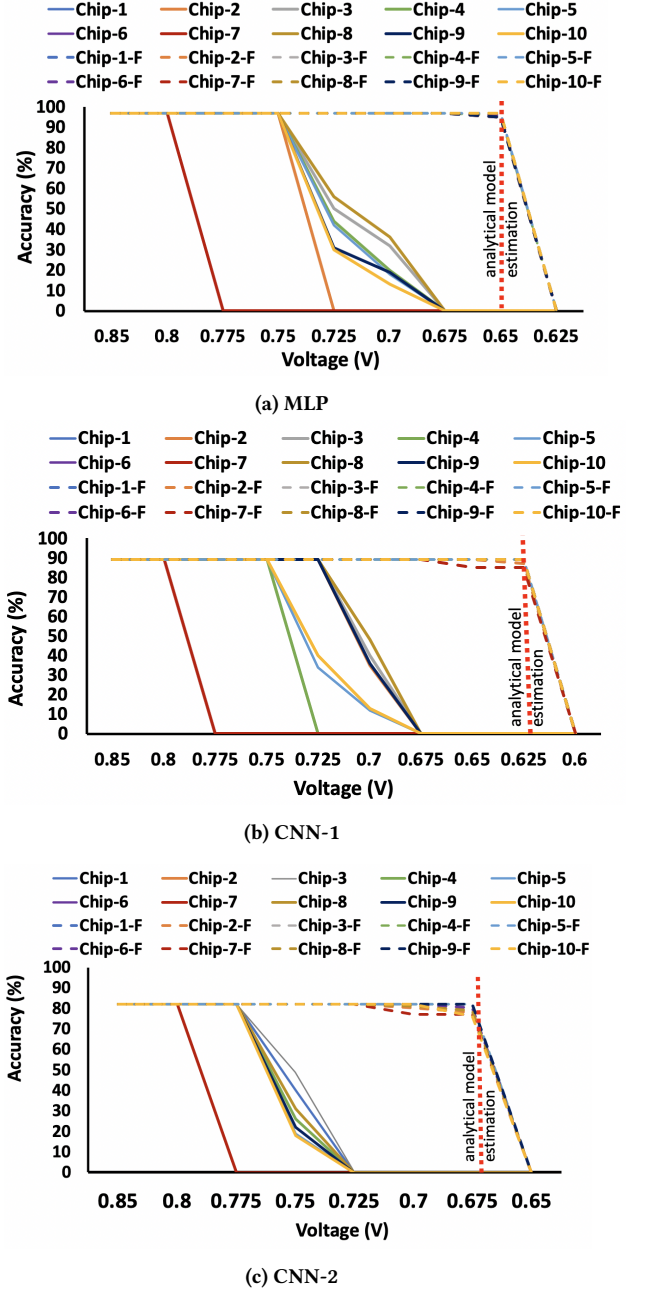 Chip-1 Chip-2 Chip-3 Chip-4 Chip-5
Chip-6 Chip-7 Chip-8 Chip-9 Chip-10
Chip-1-F Chip-2-F Chip-3-F Chip-4-F Chip-5-F
Chip-6-F Chip-7-F Chip-8-F Chip-9-F Chip-10-F
Accuracy (%)
100
90
80
70
60
50
40
30
20
10
0
analytical model
estimation
0.85 0.8 0.775 0.75 0.725 0.7 0.675 0.65 0.625
Voltage (V)
(a) MLP
Chip-1 Chip-2 Chip-3 Chip-4 Chip-5
Chip-6 Chip-7 Chip-8 Chip-9 Chip-10
Chip-1-F Chip-2-F Chip-3-F Chip-4-F Chip-5-F
Chip-6-F Chip-7-F Chip-8-F Chip-9-F Chip-10-F
Accuracy (%)
100
90
80
70
60
50
40
30
20
10
0
analytical model
estimation
0.85 0.8 0.775 0.75 0.725 0.7 0.675 0.65 0.625 0.6
Voltage (V)
(b) CNN-1
Chip-1 Chip-2 Chip-3 Chip-4 Chip-5
Chip-6 Chip-7 Chip-8 Chip-9 Chip-10
Chip-1-F Chip-2-F Chip-3-F Chip-4-F Chip-5-F
Chip-6-F Chip-7-F Chip-8-F Chip-9-F Chip-10-F
Accuracy (%)
100
90
80
70
60
50
40
30
20
10
0
analytical model
estimation
0.85 0.8 0.775 0.75 0.725 0.7 0.675 0.65
Voltage (V)
(c) CNN-2